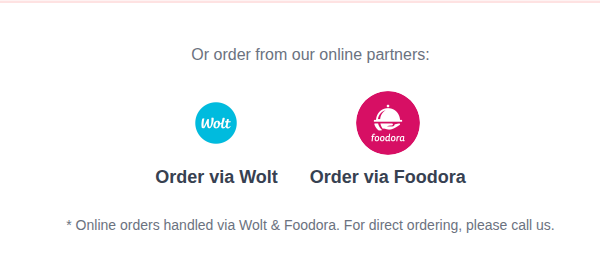 Or order from our online partners:
Wolt
foodora
Order via Wolt
Order via Foodora
* Online orders handled via Wolt & Foodora. For direct ordering, please call us.